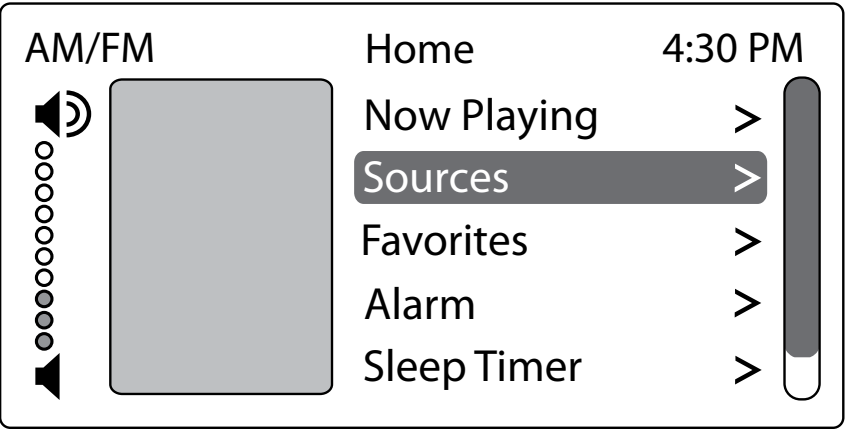 AM/FM Home 4:30 PM
Now Playing >
Sources >
Favorites >
Alarm >
Sleep Timer >